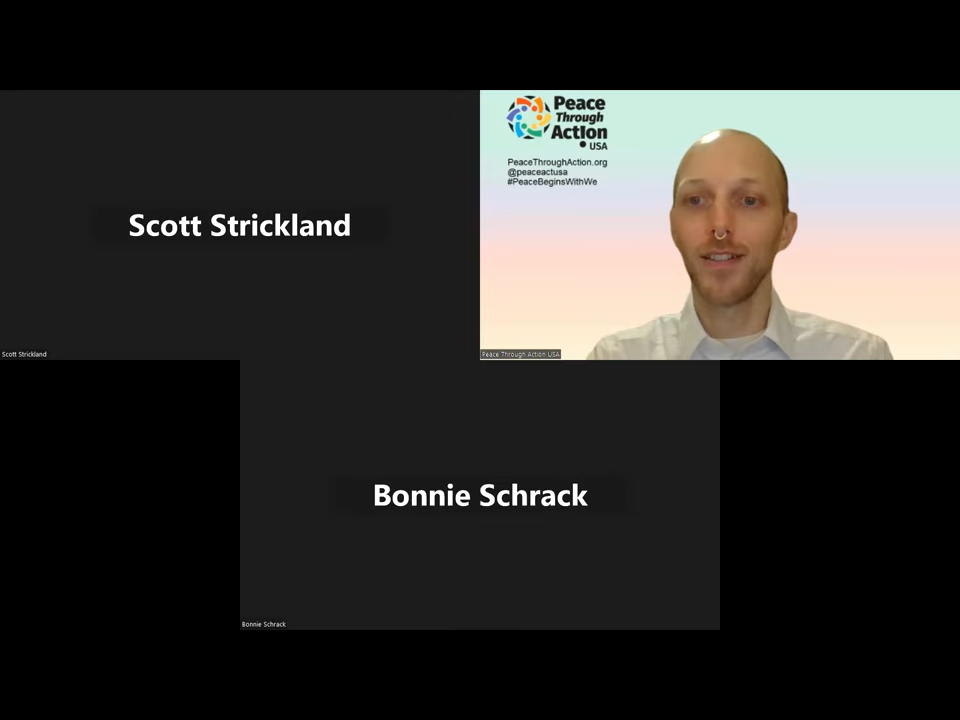 Scott Strickland
Scott Strickland
Peace
Through
Action
USA
PeaceThroughAction.org
@peaceactusa
#PeaceBeginsWithWe
Peace Through Action USA
Bonnie Schrack
Bonnie Schrack